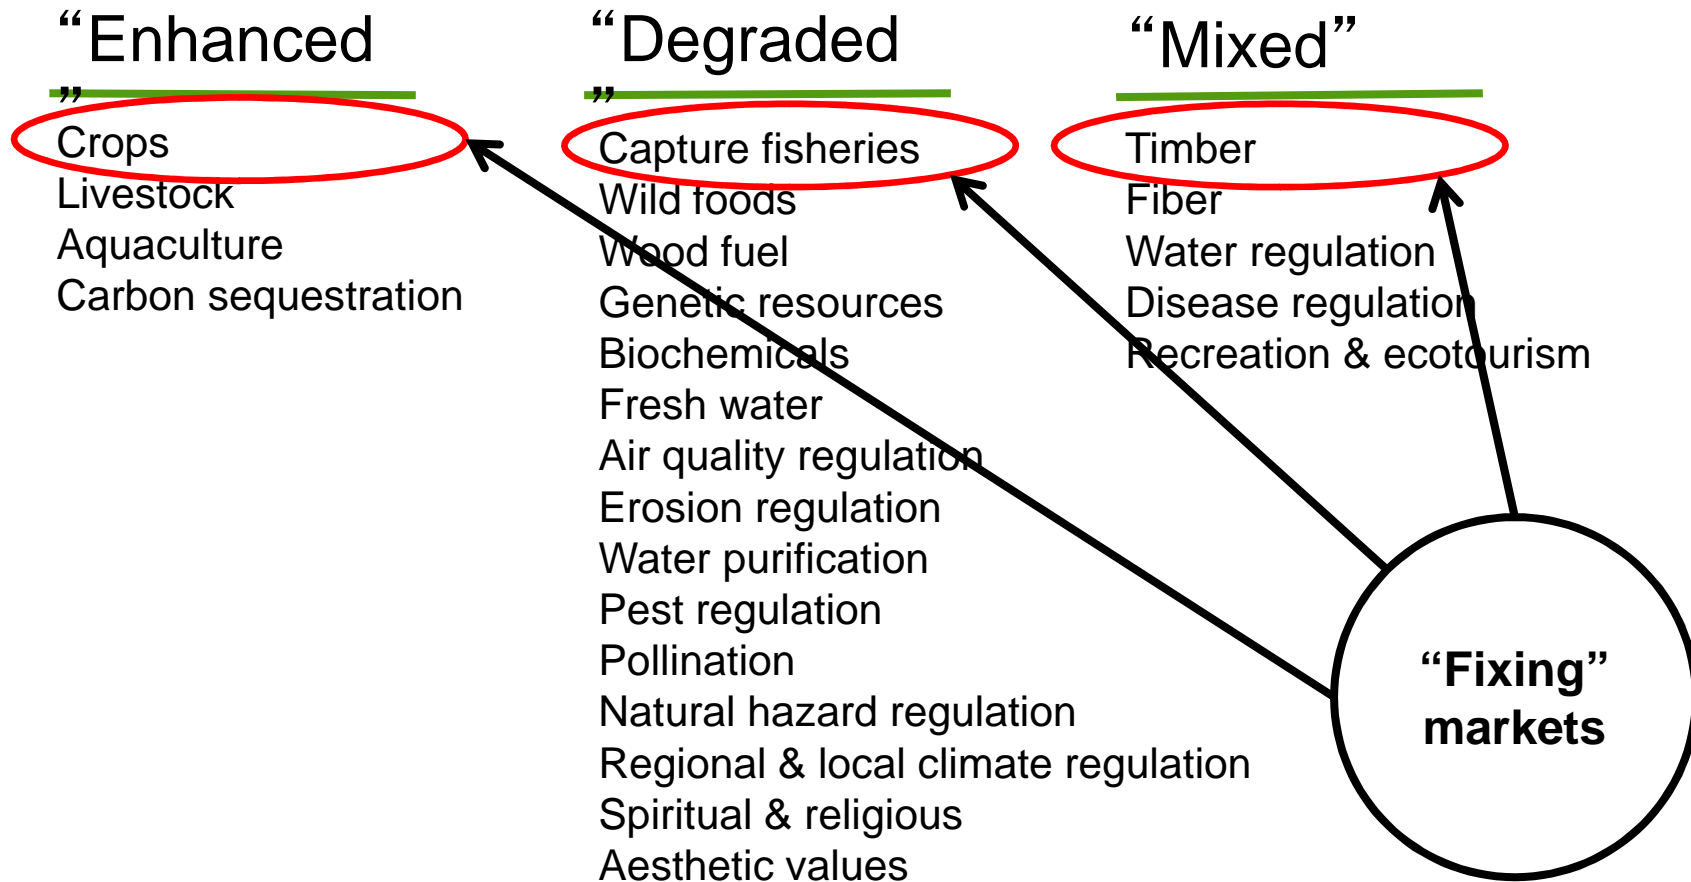 “Enhanced
”
Crops
Livestock
Aquaculture
Carbon sequestration
“Degraded
”
Capture fisheries
Wild foods
Wood fuel
Genetic resources
Biochemicals
Fresh water
Air quality regulation
Erosion regulation
Water purification
Pest regulation
Pollination
Natural hazard regulation
Regional & local climate regulation
Spiritual & religious
Aesthetic values
“Mixed”
Timber
Fiber
Water regulation
Disease regulation
Recreation & ecotourism
“Fixing”
markets